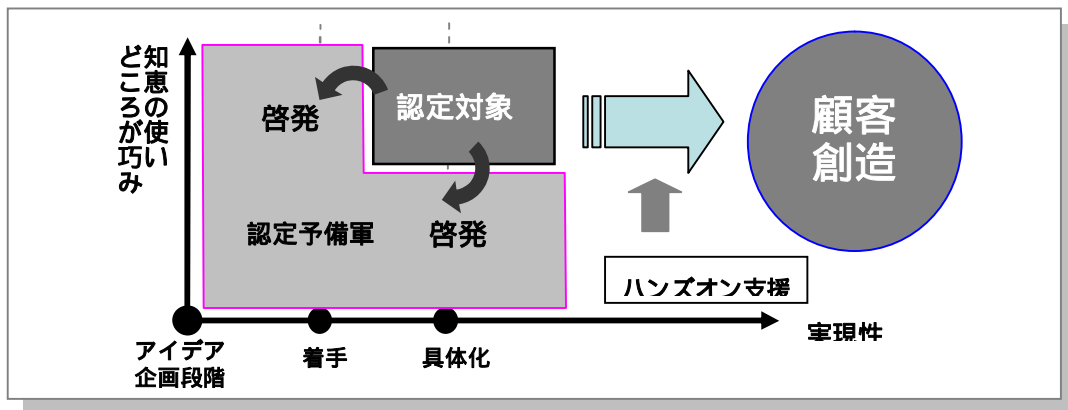 知恵の使い
どころが巧み
啓発
認定対象
顧客
創造
認定予備軍
啓発
ハンズオン支援
実現性
アイデア
企画段階
着手
具体化